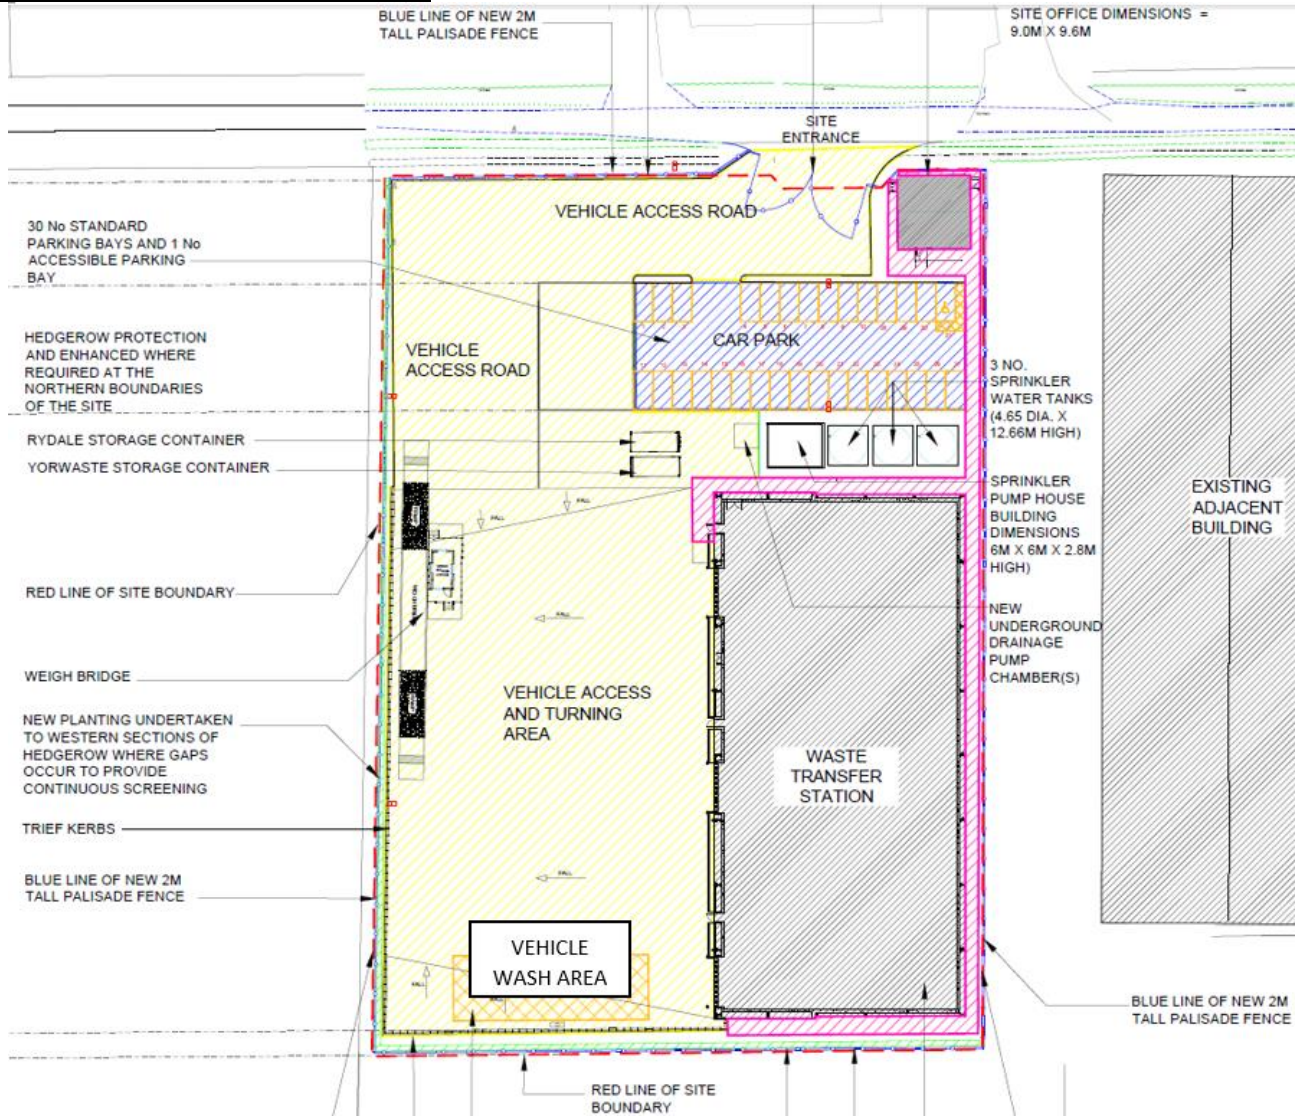 BLUE LINE OF NEW 2M
TALL PALISADE FENCE
SITE OFFICE DIMENSIONS =
9.0M X 9.6M
SITE
ENTRANCE
VEHICLE ACCESS ROAD
30 No STANDARD
PARKING BAYS AND 1 No
ACCESSIBLE PARKING
BAY
CAR PARK
HEDGEROW PROTECTION
AND ENHANCED WHERE
REQUIRED AT THE
NORTHERN BOUNDARIES
OF THE SITE
VEHICLE
ACCESS ROAD
3 NO.
SPRINKLER
WATER TANKS
(4.65 DIA. X
12.66M HIGH)
RYDALE STORAGE CONTAINER
YORWASTE STORAGE CONTAINER
SPRINKLER
PUMP HOUSE
BUILDING
DIMENSIONS
6M X 6M X 2.8M
HIGH)
EXISTING
ADJACENT
BUILDING
FALL
FALL
RED LINE OF SITE BOUNDARY
FALL
NEW
UNDERGROUND
DRAINAGE
PUMP
CHAMBER(S)
WEIGH BRIDGE
VEHICLE ACCESS
AND TURNING
AREA
NEW PLANTING UNDERTAKEN
TO WESTERN SECTIONS OF
HEDGEROW WHERE GAPS
OCCUR TO PROVIDE
CONTINUOUS SCREENING
WASTE
TRANSFER
STATION
TRIEF KERBS
BLUE LINE OF NEW 2M
TALL PALISADE FENCE
FALL
VEHICLE
WASH AREA
FALL
BLUE LINE OF NEW 2M
TALL PALISADE FENCE
RED LINE OF SITE
BOUNDARY